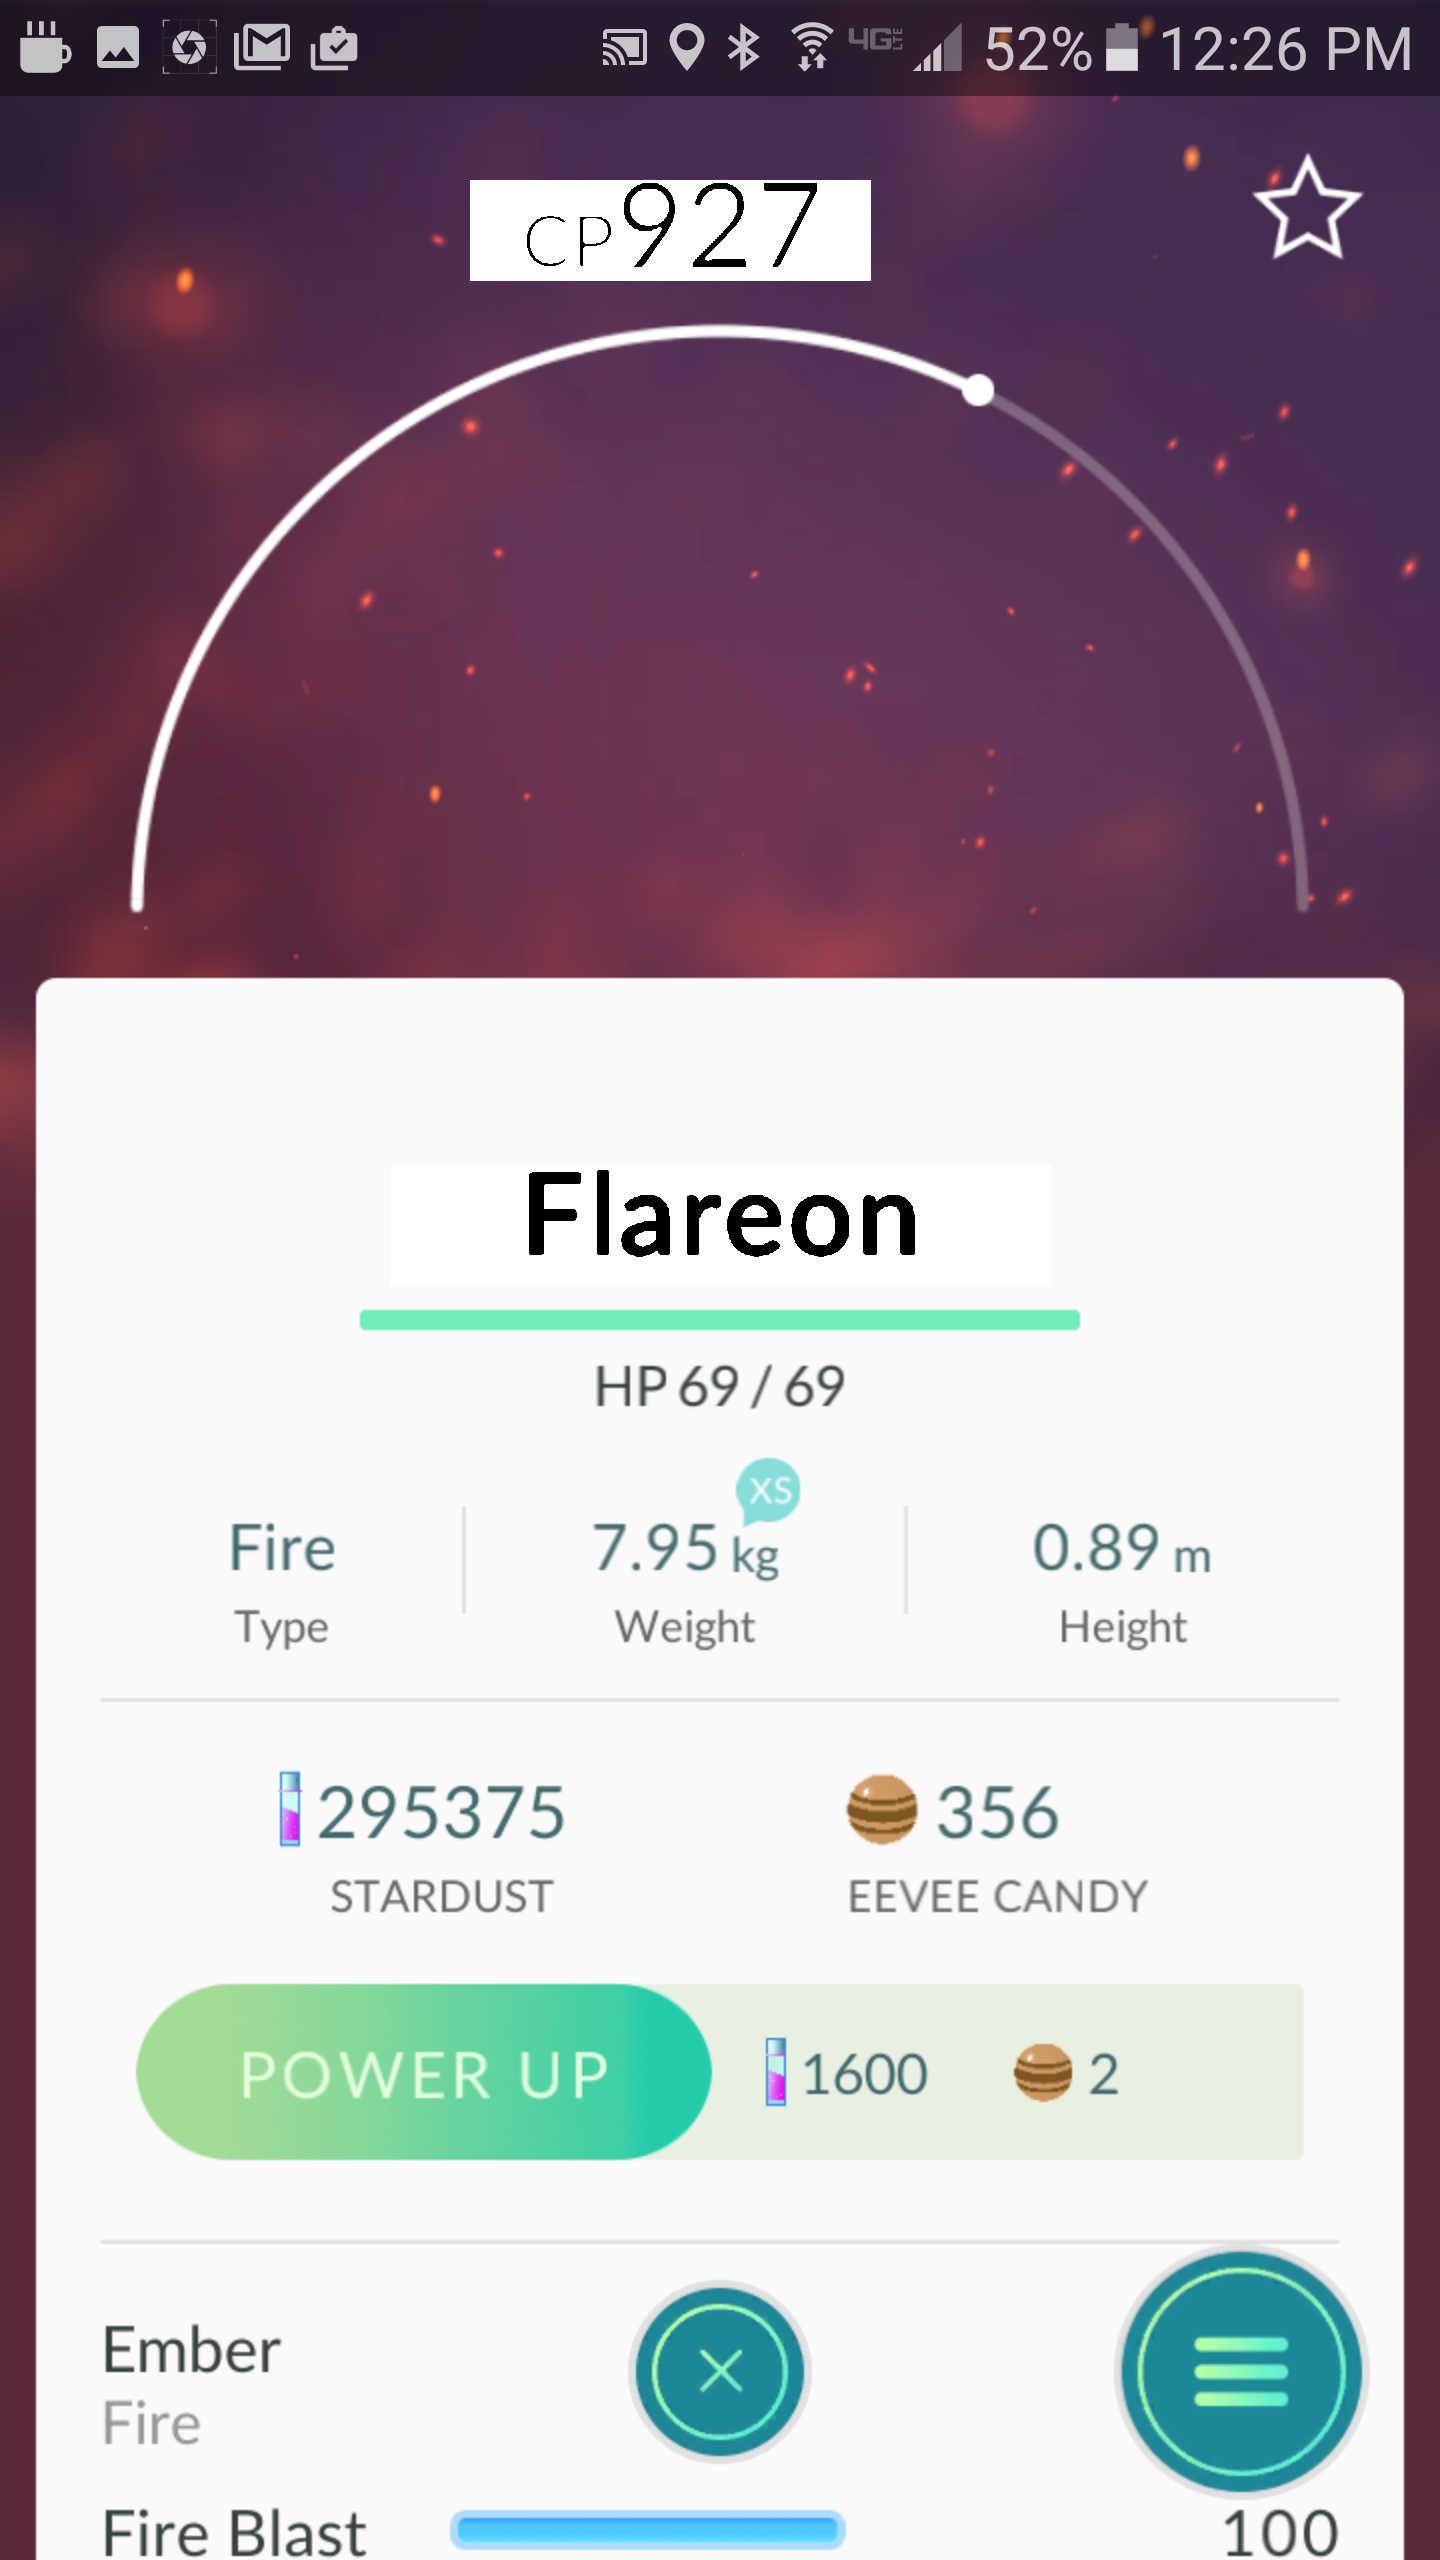 4G LTE 52% 12:26 PM
CP927
Flareon
HP 69 / 69
XS
Fire 7.95 kg 0.89 m
Type Weight Height
295375 356
STARDUST EEVEE CANDY
POWER UP 1600 2
Ember
Fire
Fire Blast 100